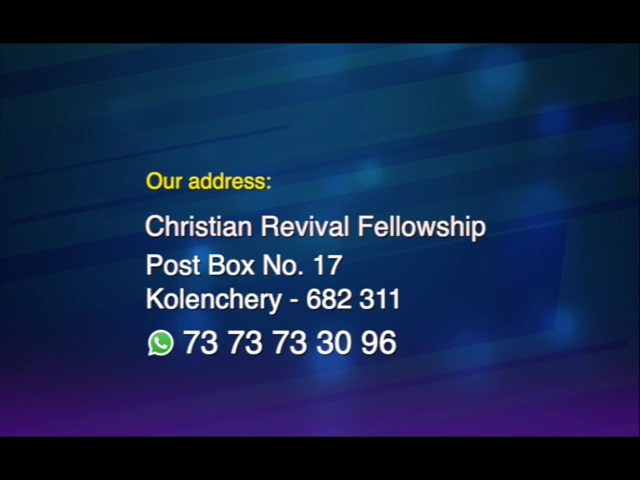 Our address:
Christian Revival Fellowship
Post Box No. 17
Kolenchery - 682 311
73 73 73 30 96